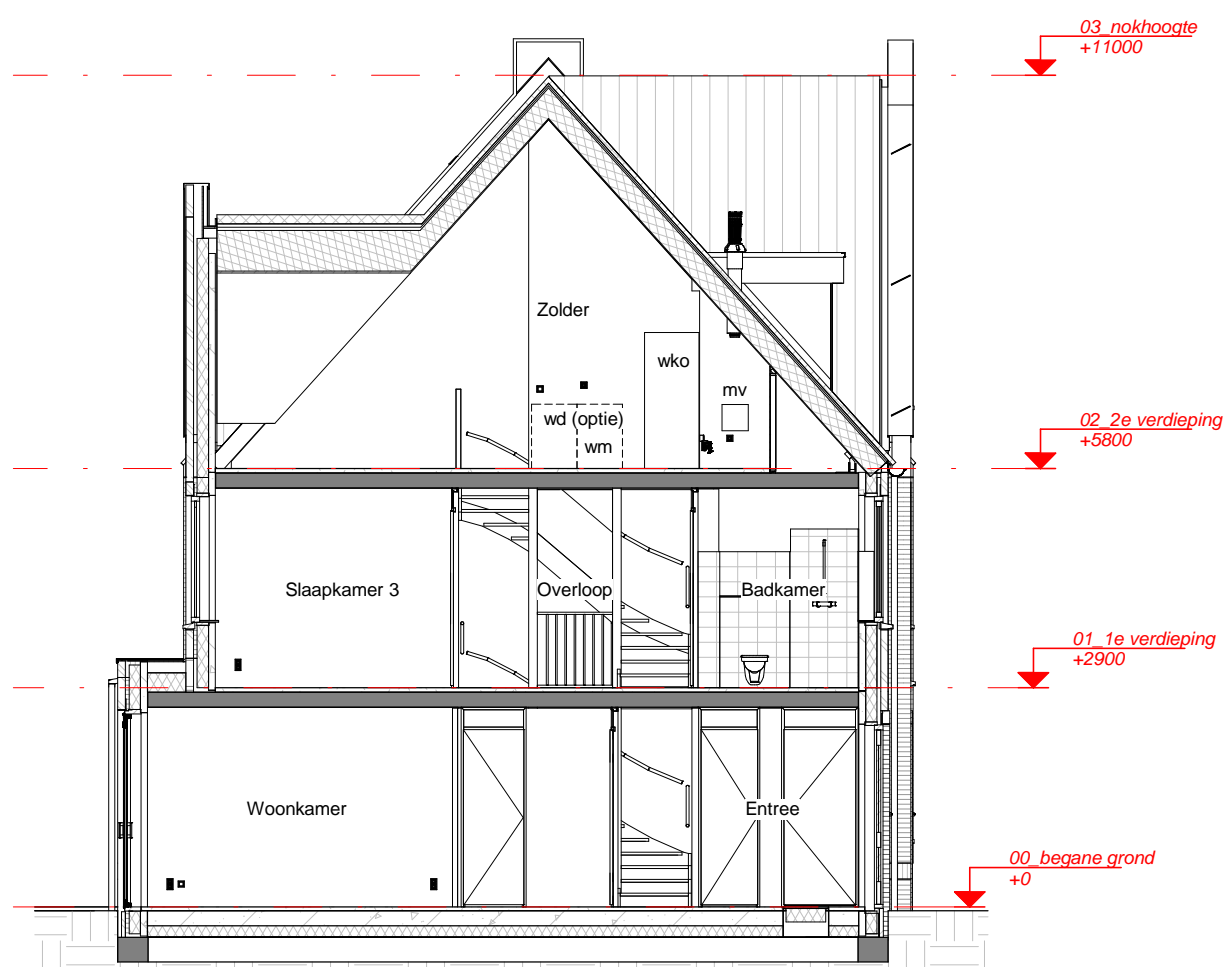 03_nokhoogte
+11000
Zolder
wko
mv
wd (optie)
wm
02_2e verdieping
+5800
Slaapkamer 3
Overloop
Badkamer
01_1e verdieping
+2900
Woonkamer
Entree
00_begane grond
+0